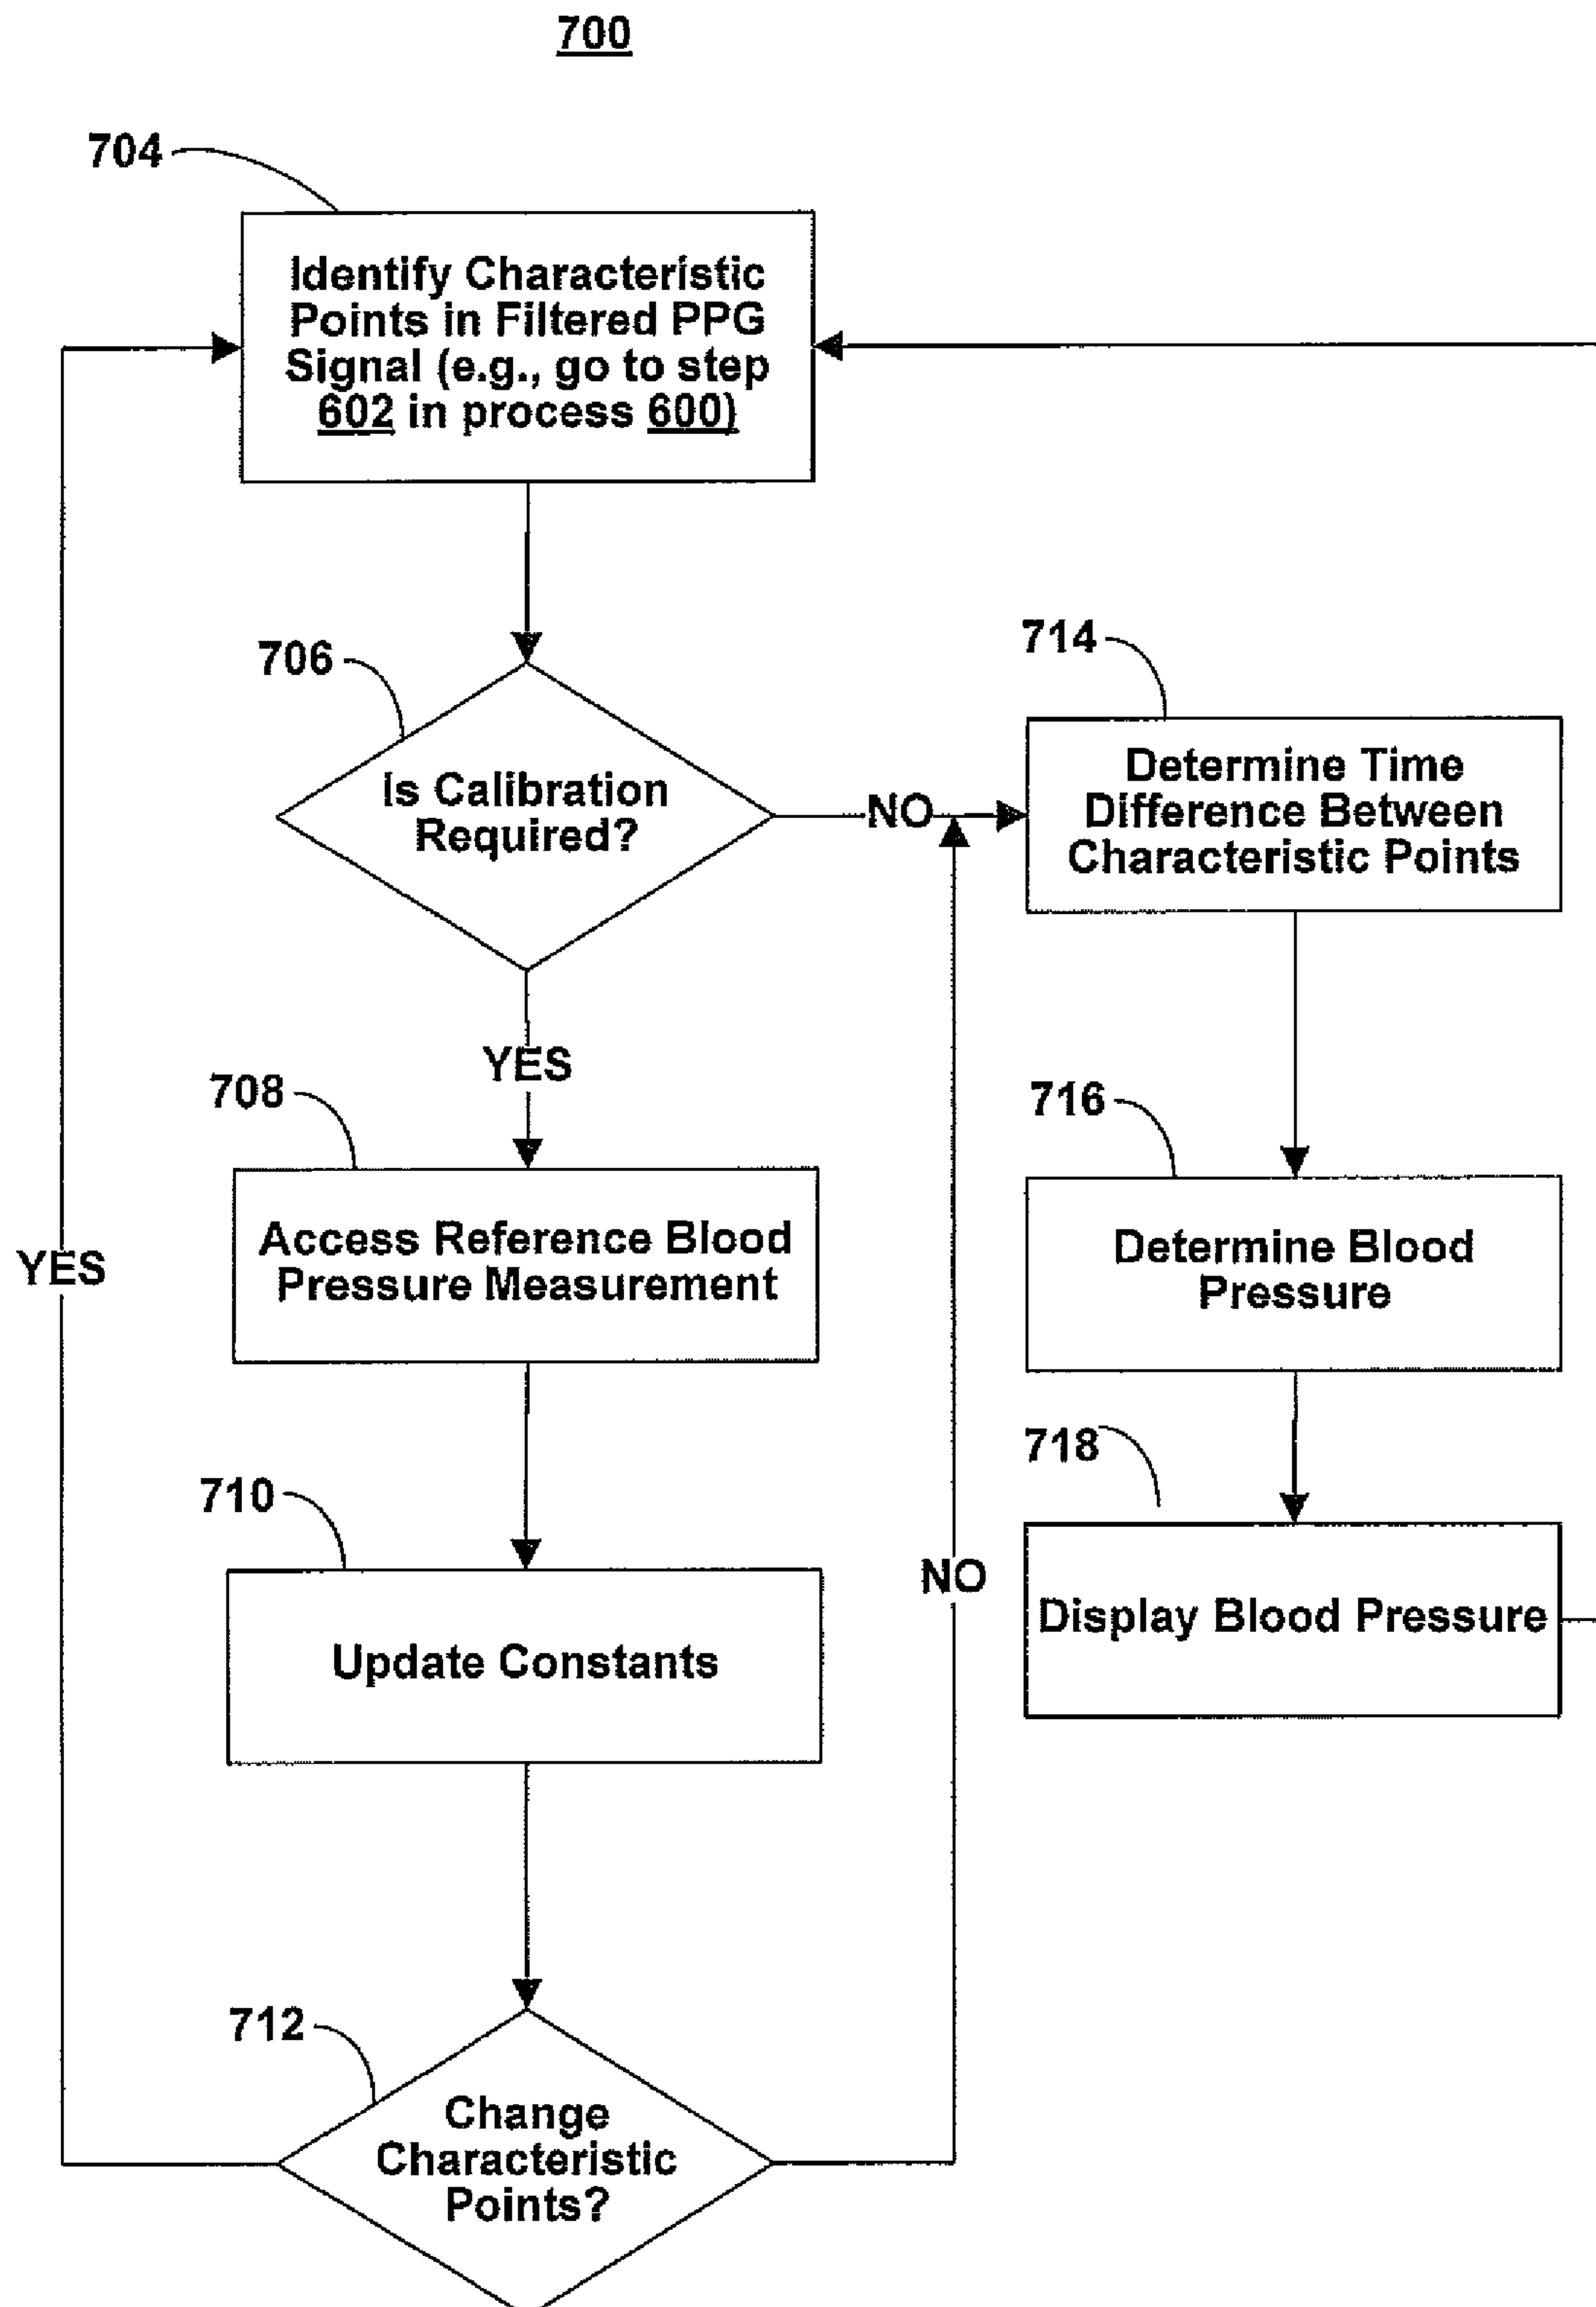 700
704
Identify Characteristic
Points in Filtered PPG
Signal (e.g., go to step
602 in process 600)
706
Is Calibration
Required?
NO
YES
708
Access Reference Blood
Pressure Measurement
710
Update Constants
712
Change
Characteristic
Points?
YES
NO
714
Determine Time
Difference Between
Characteristic Points
716
Determine Blood
Pressure
718
Display Blood Pressure